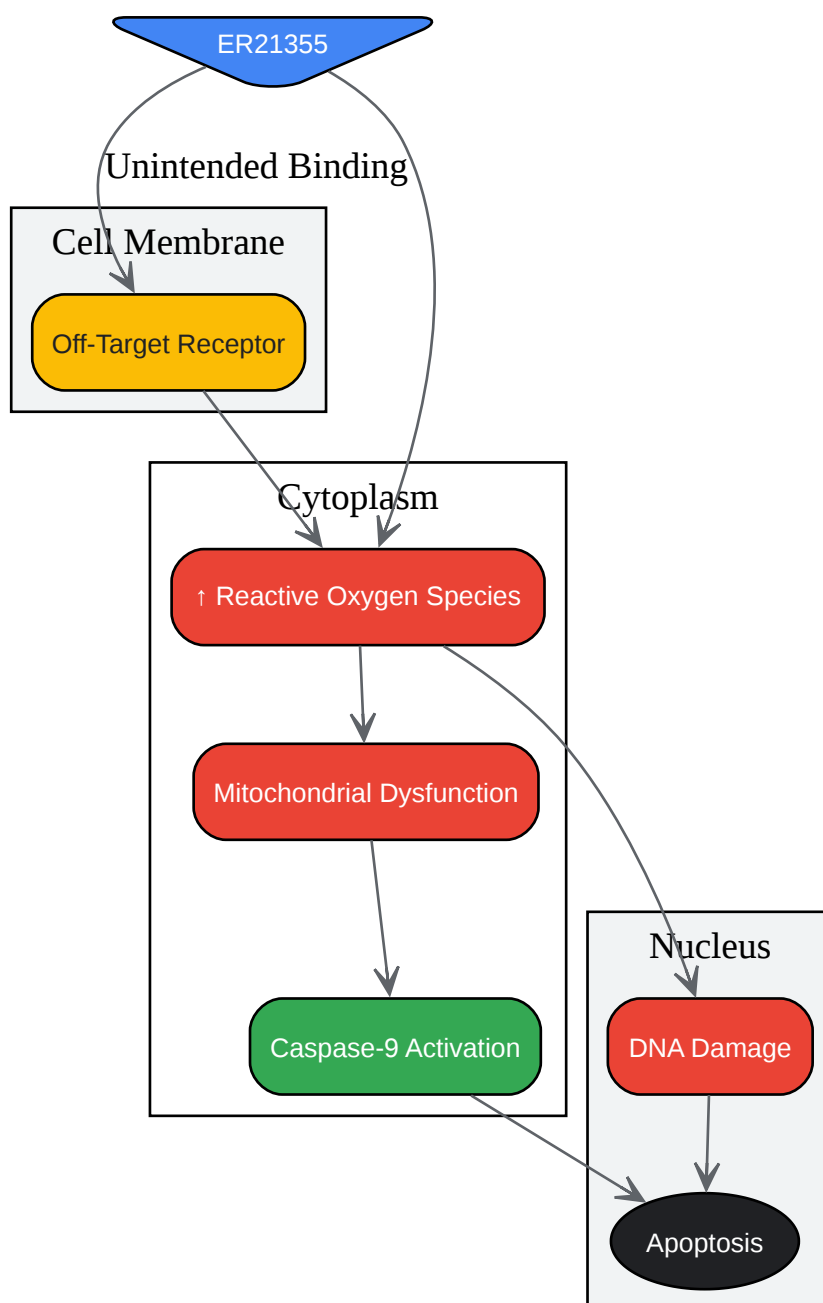 ER21355
Unintended Binding
Cell Membrane
Off-Target Receptor
Cytoplasm
↑ Reactive Oxygen Species
Mitochondrial Dysfunction
Nucleus
Caspase-9 Activation
DNA Damage
Apoptosis